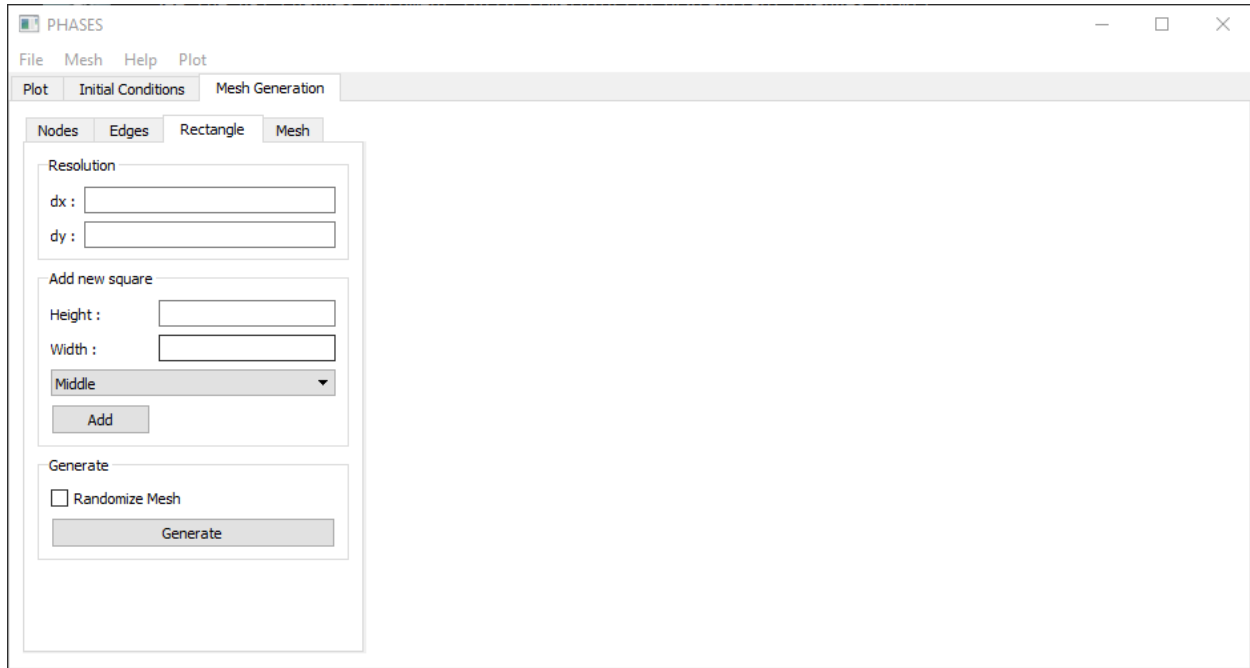 PHASES
File Mesh Help Plot
Plot Initial Conditions Mesh Generation
Nodes Edges Rectangle Mesh
Resolution
dx :
dy :
Add new square
Height :
Width :
Middle
Add
Generate
Randomize Mesh
Generate